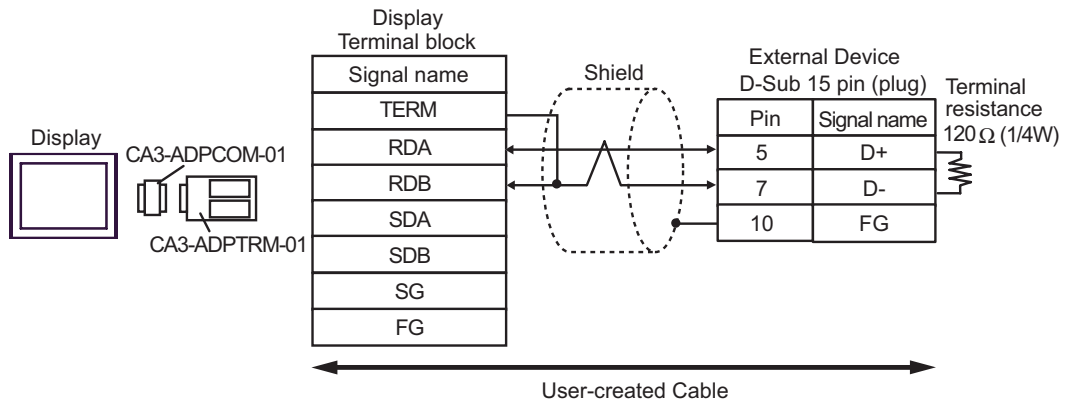 Display
Terminal block
Signal name
TERM
RDA
RDB
SDA
SDB
SG
FG
Display
CA3-ADPCOM-01
CA3-ADPTRM-01
Shield
External Device
D-Sub 15 pin (plug)
Pin Signal name
5 D+
7 D-
10 FG
Terminal
resistance
120Ω (1/4W)
User-created Cable